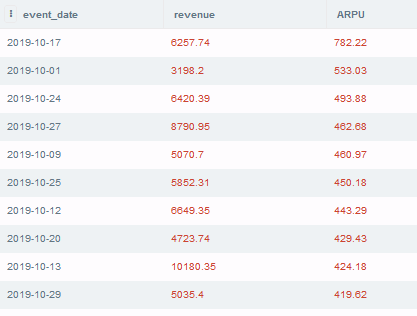 event_date revenue ARPU
2019-10-17 6257.74 782.22
2019-10-01 3198.2 533.03
2019-10-24 6420.39 493.88
2019-10-27 8790.95 462.68
2019-10-09 5070.7 460.97
2019-10-25 5852.31 450.18
2019-10-12 6649.35 443.29
2019-10-20 4723.74 429.43
2019-10-13 10180.35 424.18
2019-10-29 5035.4 419.62